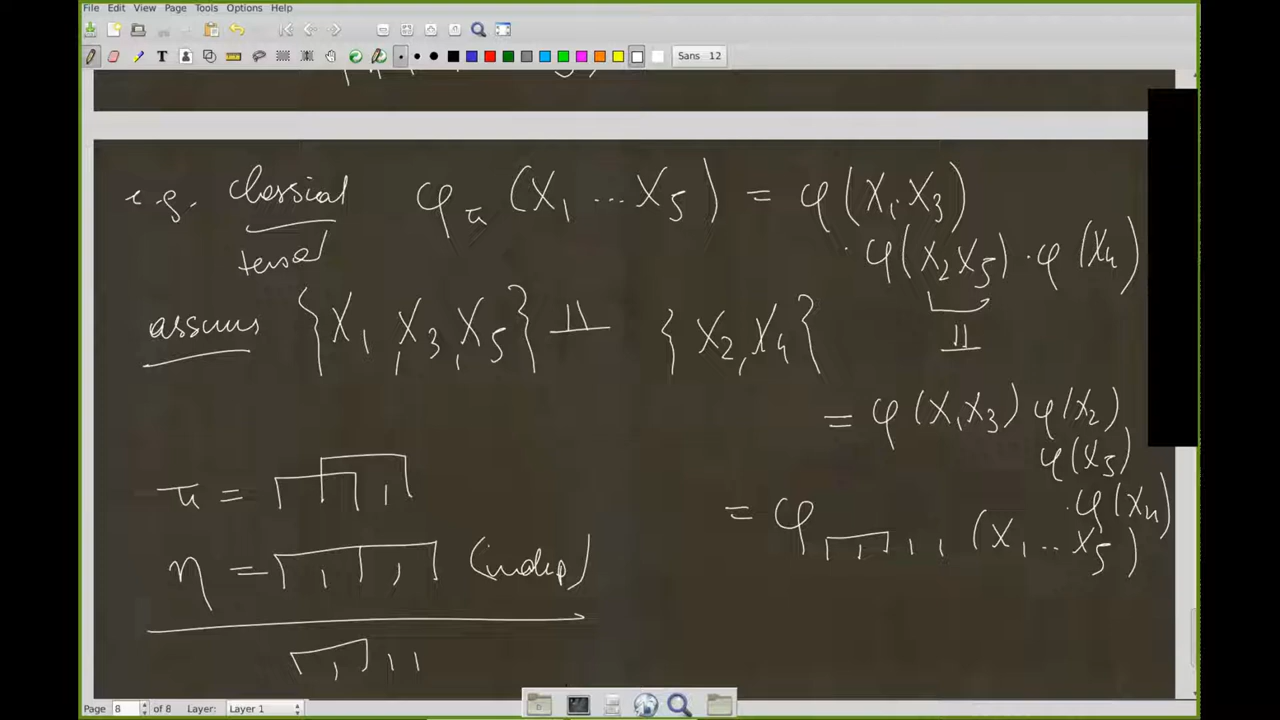 File Edit View Page Tools Options Help
Sans 12
e.g. classical φ_π (X_1 ... X_5) = φ(X_1 X_3)
tensor · φ(X_2 X_5) · φ(X_4)
assume {X_1, X_3, X_5} ⫫ {X_2, X_4} ⫫
= φ(X_1 X_3) φ(X_2)
φ(X_5)
π = · φ(X_4)
= φ (X_1 ... X_5)
η = (indep)
Page 8 of 8 Layer: Layer 1